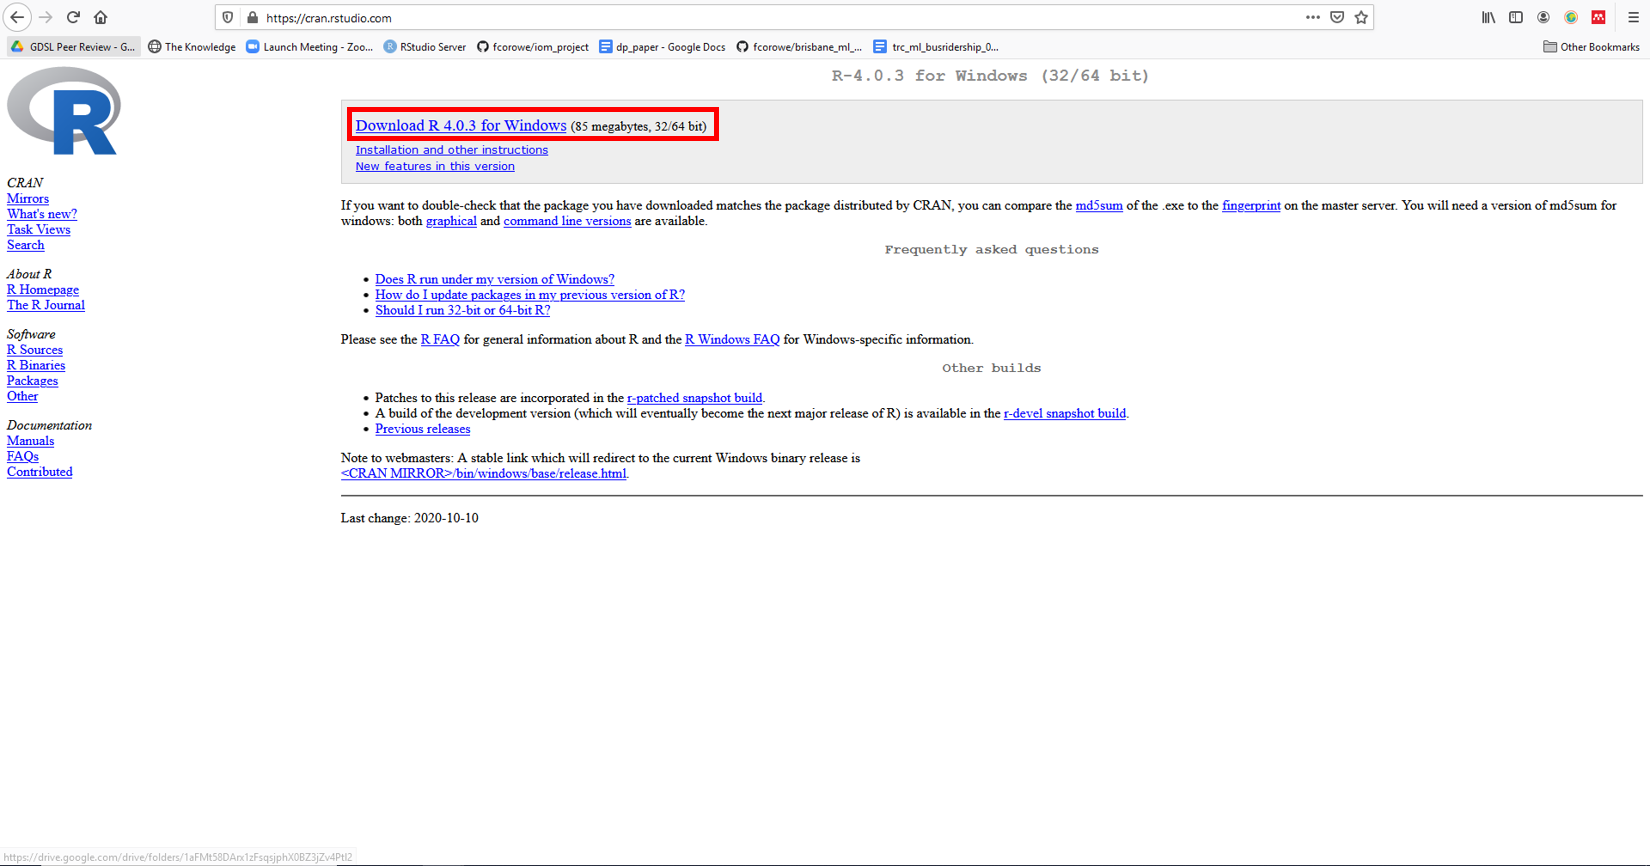 https://cran.rstudio.com
GDSL Peer Review - G...
The Knowledge
Launch Meeting - Zoo...
RStudio Server
fcorowe/iom_project
dp_paper - Google Docs
fcorowe/brisbane_ml_...
trc_ml_busridership_0...
Other Bookmarks
R
CRAN
Mirrors
What's new?
Task Views
Search
About R
R Homepage
The R Journal
Software
R Sources
R Binaries
Packages
Other
Documentation
Manuals
FAQs
Contributed
R-4.0.3 for Windows (32/64 bit)
Download R 4.0.3 for Windows (85 megabytes, 32/64 bit)
Installation and other instructions
New features in this version
If you want to double-check that the package you have downloaded matches the package distributed by CRAN, you can compare the md5sum of the .exe to the fingerprint on the master server. You will need a version of md5sum for
windows: both graphical and command line versions are available.
Frequently asked questions
• Does R run under my version of Windows?
• How do I update packages in my previous version of R?
• Should I run 32-bit or 64-bit R?
Please see the R FAQ for general information about R and the R Windows FAQ for Windows-specific information.
Other builds
• Patches to this release are incorporated in the r-patched snapshot build.
• A build of the development version (which will eventually become the next major release of R) is available in the r-devel snapshot build.
• Previous releases
Note to webmasters: A stable link which will redirect to the current Windows binary release is
<CRAN MIRROR>/bin/windows/base/release.html.
Last change: 2020-10-10